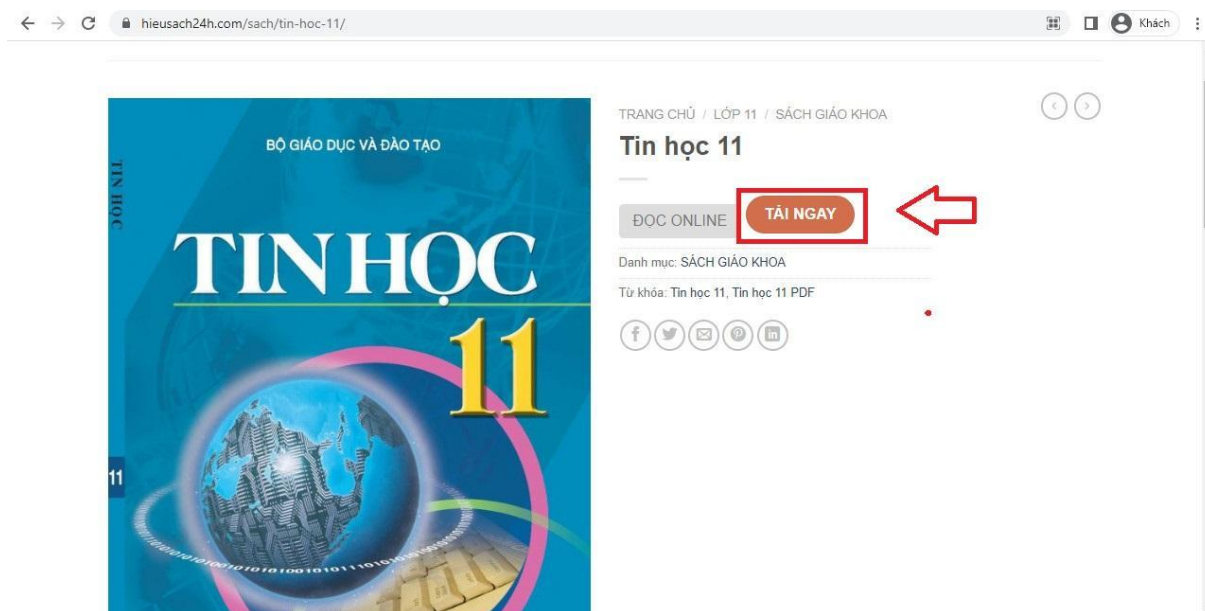 hieusach24h.com/sach/tin-hoc-11/
Khách
BỘ GIÁO DỤC VÀ ĐÀO TẠO
TIN HỌC
TIN HỌC
11
11
TRANG CHỦ / LỚP 11 / SÁCH GIÁO KHOA
Tin học 11
ĐỌC ONLINE
TẢI NGAY
Danh mục: SÁCH GIÁO KHOA
Từ khóa: Tin học 11, Tin học 11 PDF